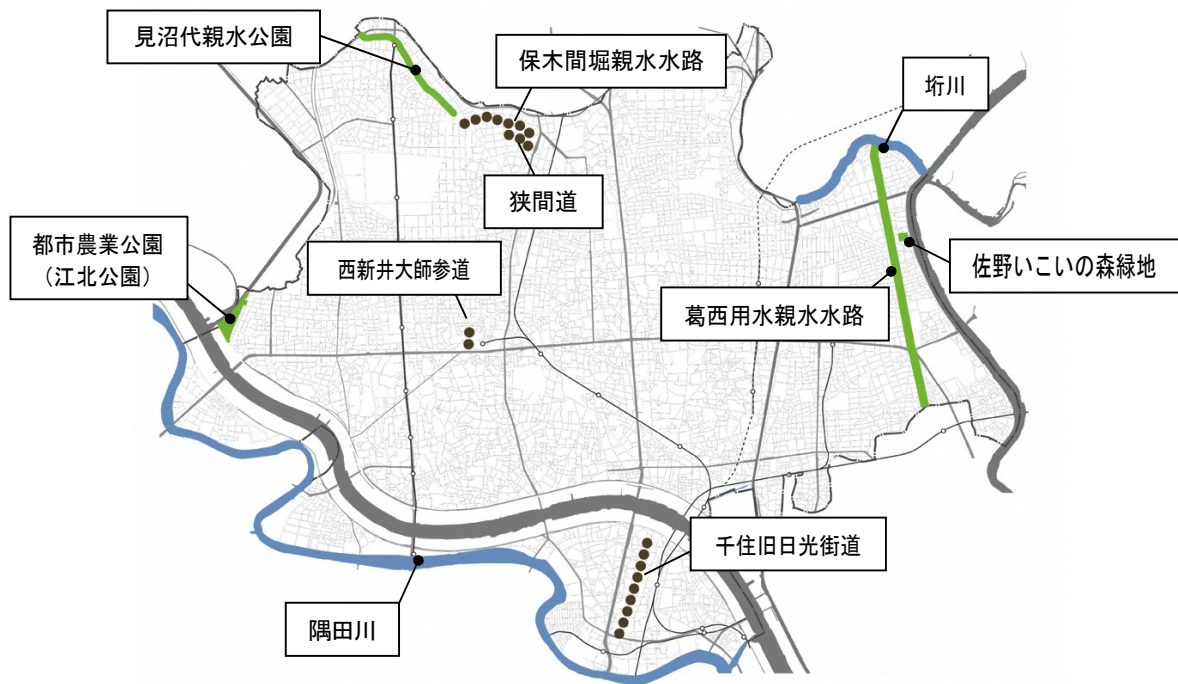 見沼代親水公園
保木間堀親水水路
垳川
狭間道
都市農業公園
（江北公園）
西新井大師参道
佐野いこいの森緑地
葛西用水親水水路
千住旧日光街道
隅田川